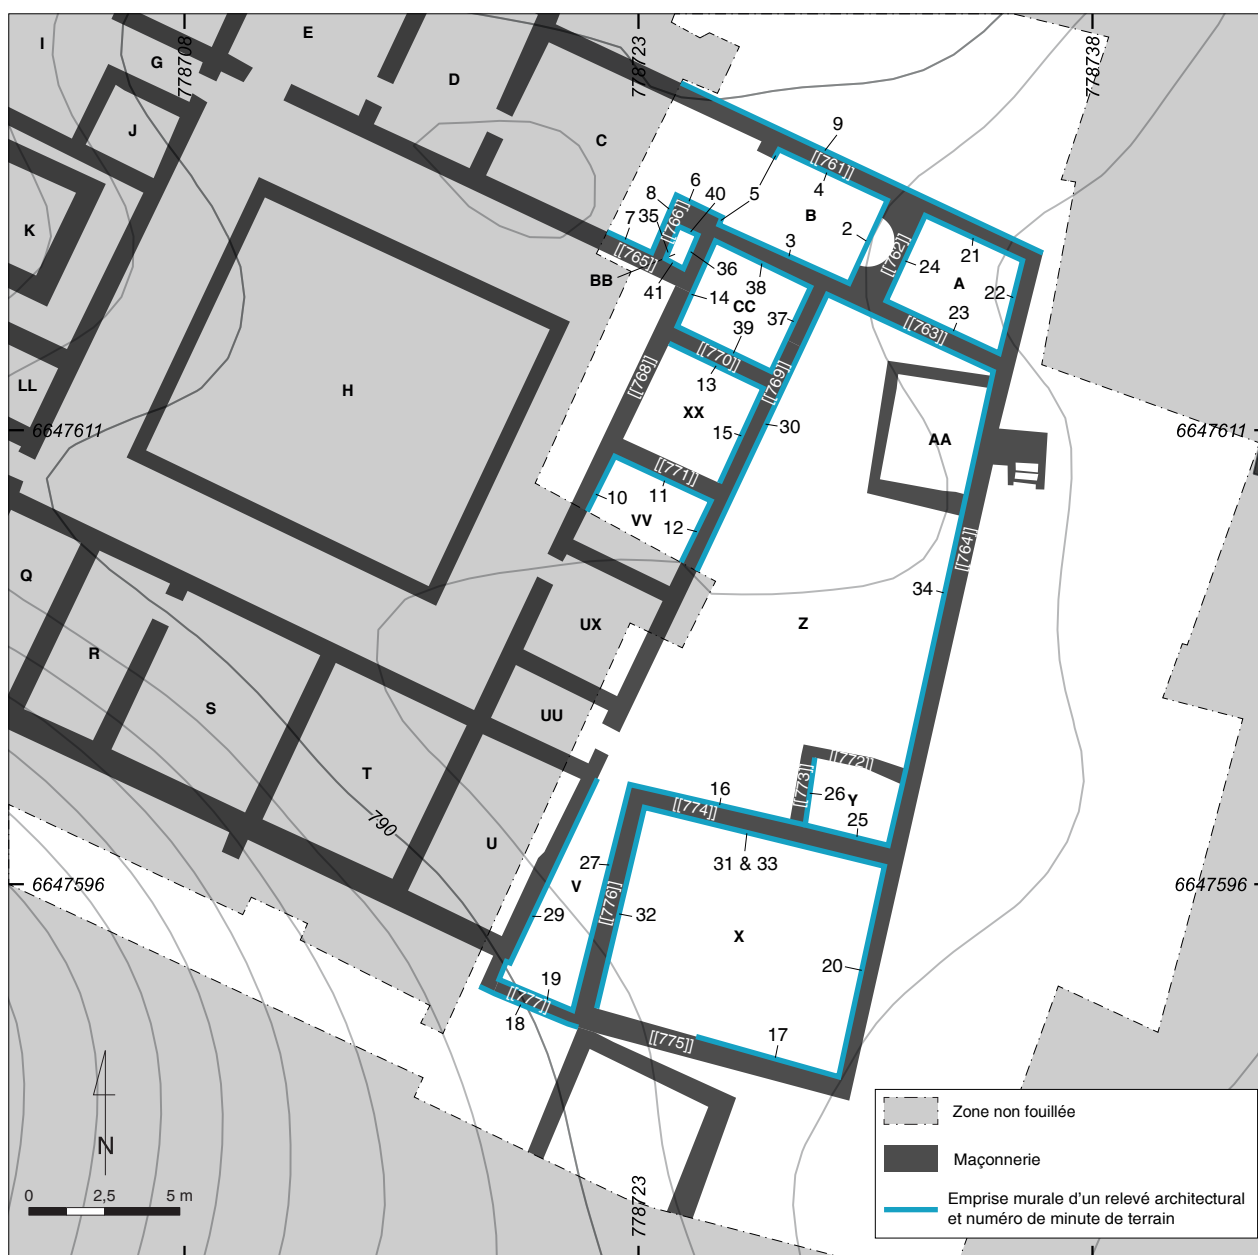 I
G
E
D
C
J
K
H
LL
Q
R
S
T
U
UX
UU
V
X
Y
Z
AA
A
B
BB
CC
XX
VV
778708
778723
778738
6647611
6647611
6647596
6647596
778723
790
9
[[761]]
4
6
40
5
8
35
[[766]]
7
[[765]]
2
3
[[762]]
24
21
22
23
[[763]]
36
38
41
14
37
39
[[770]]
13
[[769]]
[[768]]
15
30
[[771]]
11
10
12
[[764]]
34
[[772]]
[[773]]
26
25
16
[[774]]
31 & 33
27
[[776]]
32
29
20
19
[[777]]
18
[[775]]
17
N
0 2,5 5 m
Zone non fouillée
Maçonnerie
Emprise murale d'un relevé architectural
et numéro de minute de terrain